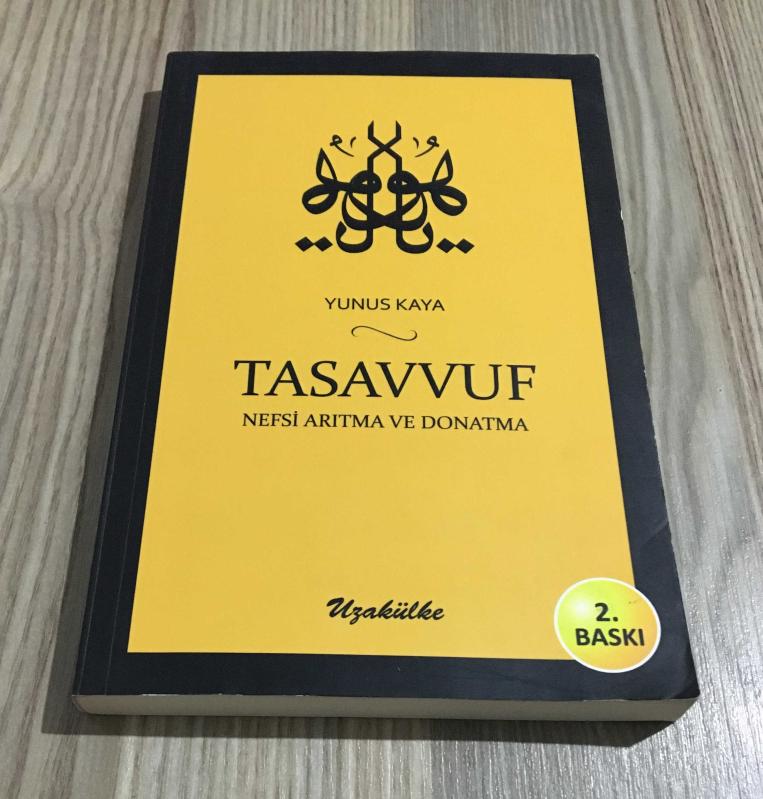 YUNUS KAYA
TASAVVUF
NEFSİ ARITMA VE DONATMA
Uzakülke
2.
BASKI